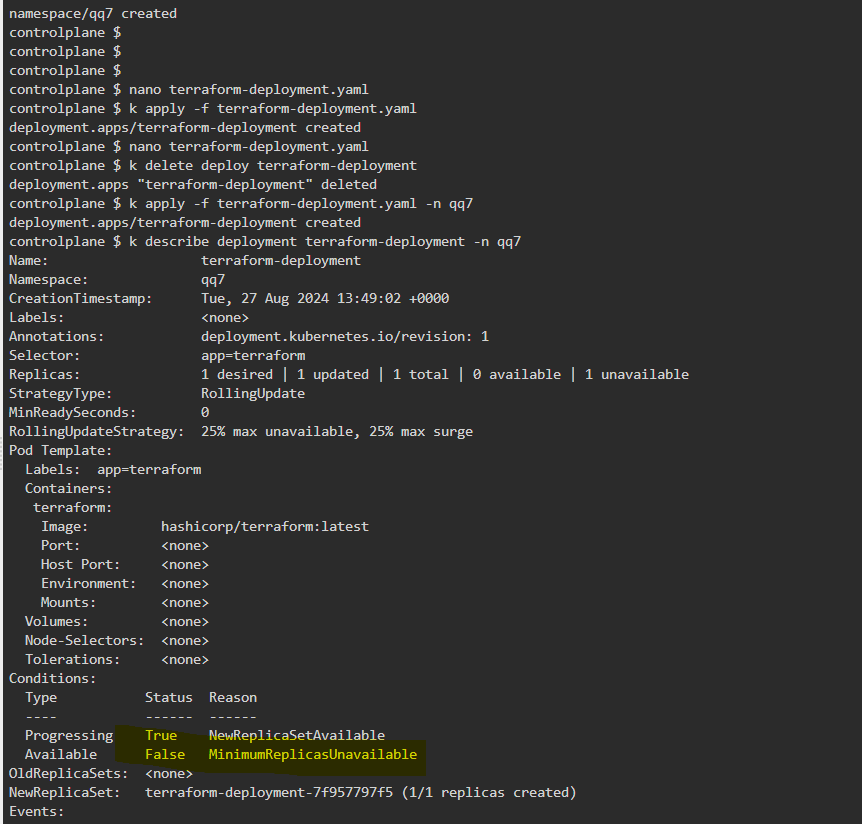 namespace/qq7 created
controlplane $
controlplane $
controlplane $
controlplane $ nano terraform-deployment.yaml
controlplane $ k apply -f terraform-deployment.yaml
deployment.apps/terraform-deployment created
controlplane $ nano terraform-deployment.yaml
controlplane $ k delete deploy terraform-deployment
deployment.apps "terraform-deployment" deleted
controlplane $ k apply -f terraform-deployment.yaml -n qq7
deployment.apps/terraform-deployment created
controlplane $ k describe deployment terraform-deployment -n qq7
Name:                   terraform-deployment
Namespace:              qq7
CreationTimestamp:      Tue, 27 Aug 2024 13:49:02 +0000
Labels:                 <none>
Annotations:            deployment.kubernetes.io/revision: 1
Selector:               app=terraform
Replicas:               1 desired | 1 updated | 1 total | 0 available | 1 unavailable
StrategyType:           RollingUpdate
MinReadySeconds:        0
RollingUpdateStrategy:  25% max unavailable, 25% max surge
Pod Template:
  Labels:  app=terraform
  Containers:
   terraform:
    Image:         hashicorp/terraform:latest
    Port:          <none>
    Host Port:     <none>
    Environment:   <none>
    Mounts:        <none>
  Volumes:         <none>
  Node-Selectors:  <none>
  Tolerations:     <none>
Conditions:
  Type           Status  Reason
  ----           ------  ------
  Progressing    True    NewReplicaSetAvailable
  Available      False   MinimumReplicasUnavailable
OldReplicaSets:  <none>
NewReplicaSet:   terraform-deployment-7f957797f5 (1/1 replicas created)
Events: